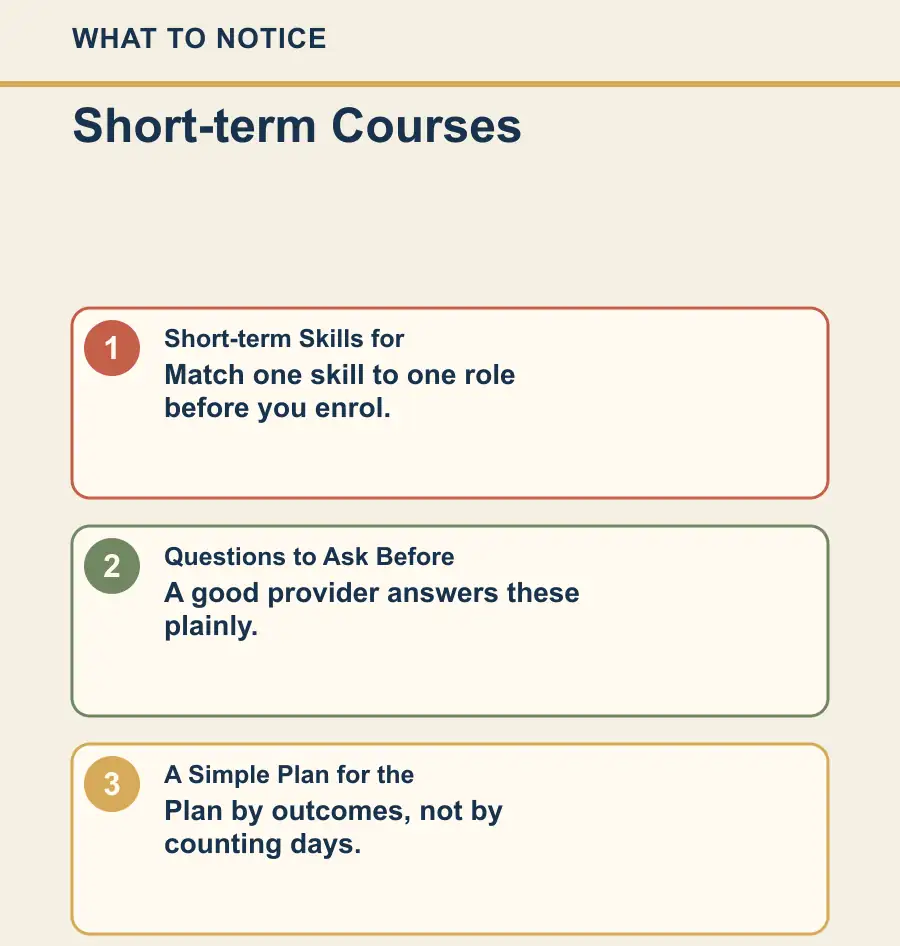 WHAT TO NOTICE
Short-term Courses
1
Short-term Skills for
Match one skill to one role
before you enrol.
2
Questions to Ask Before
A good provider answers these
plainly.
3
A Simple Plan for the
Plan by outcomes, not by
counting days.